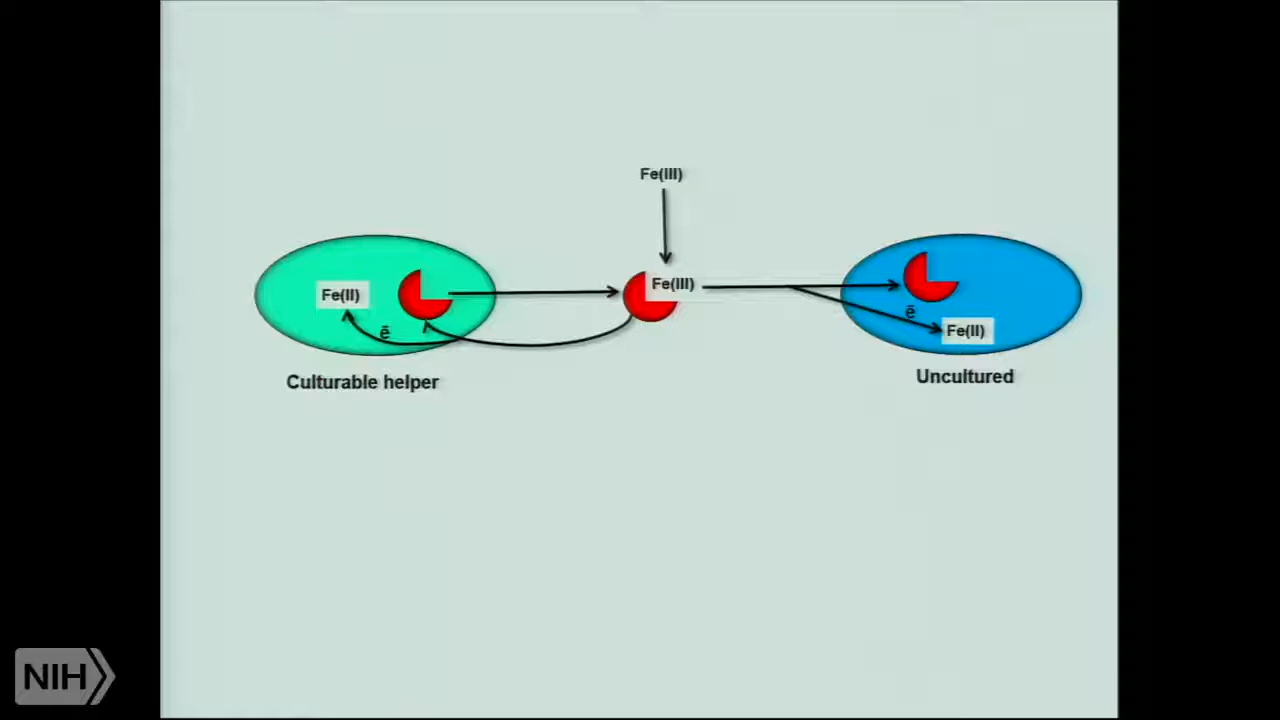 Fe(III)
Fe(II)
Fe(III)
ē
ē
Fe(II)
Culturable helper
Uncultured
NIH